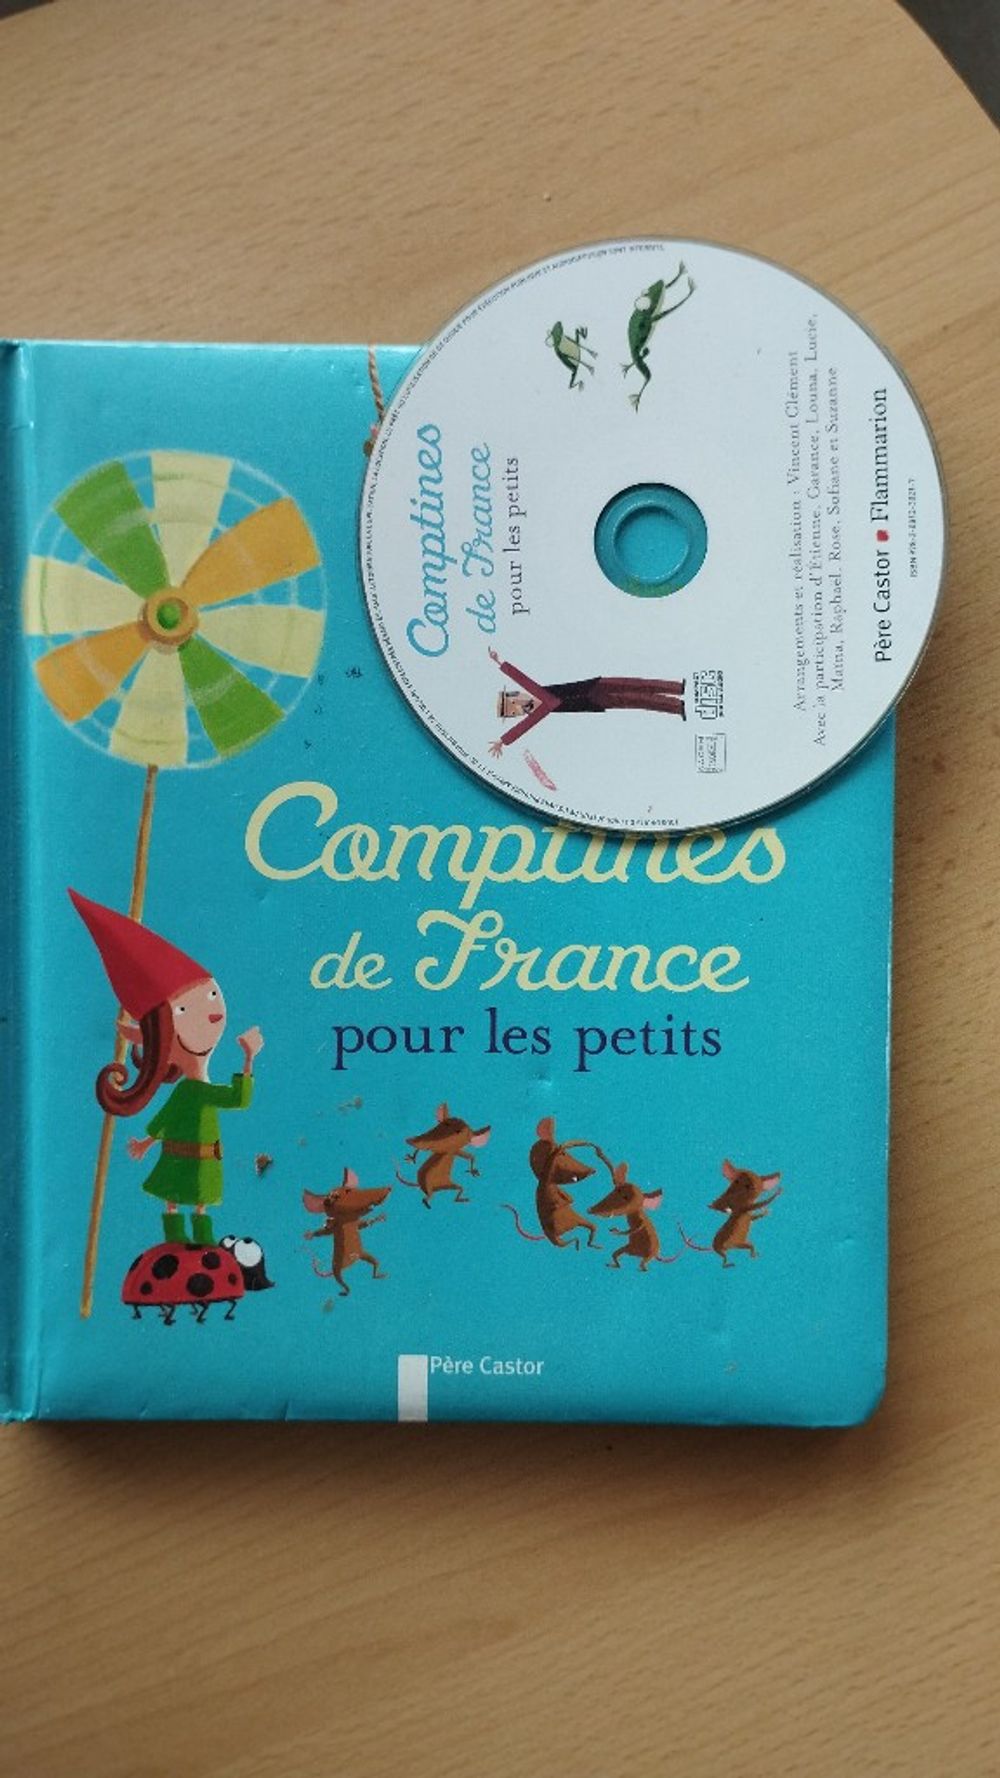 Comptines
de France
pour les petits
Arrangements et réalisation : Vincent Clément
Avec la participation d'Étienne, Garance, Louna, Lucie,
Maïna, Raphaël, Rose, Sofiane et Suzanne
Père Castor Flammarion
Comptines
de France
pour les petits
Père Castor